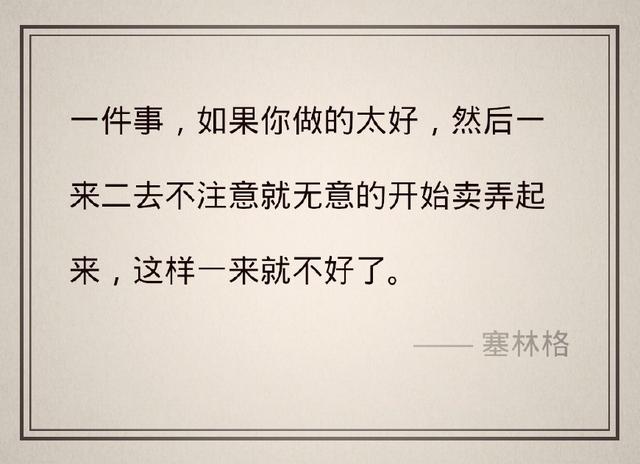 一件事，如果你做的太好，然后一
来二去不注意就无意的开始卖弄起
来，这样一来就不好了。
—— 塞林格